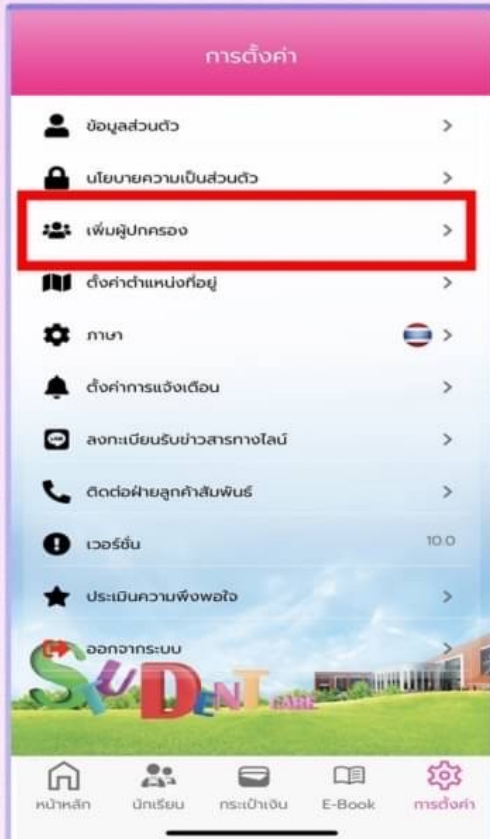 การตั้งค่า
ข้อมูลส่วนตัว
นโยบายความเป็นส่วนตัว
เพิ่มผู้ปกครอง
ตั้งค่าตำแหน่งที่อยู่
ภาษา
ตั้งค่าการแจ้งเตือน
LINE ลงทะเบียนรับข่าวสารทางไลน์
ติดต่อฝ่ายลูกค้าสัมพันธ์
เวอร์ชั่น 10.0
ประเมินความพึงพอใจ
ออกจากระบบ
STUDENT CARE
หน้าหลัก นักเรียน กระเป๋าเงิน E-Book การตั้งค่า